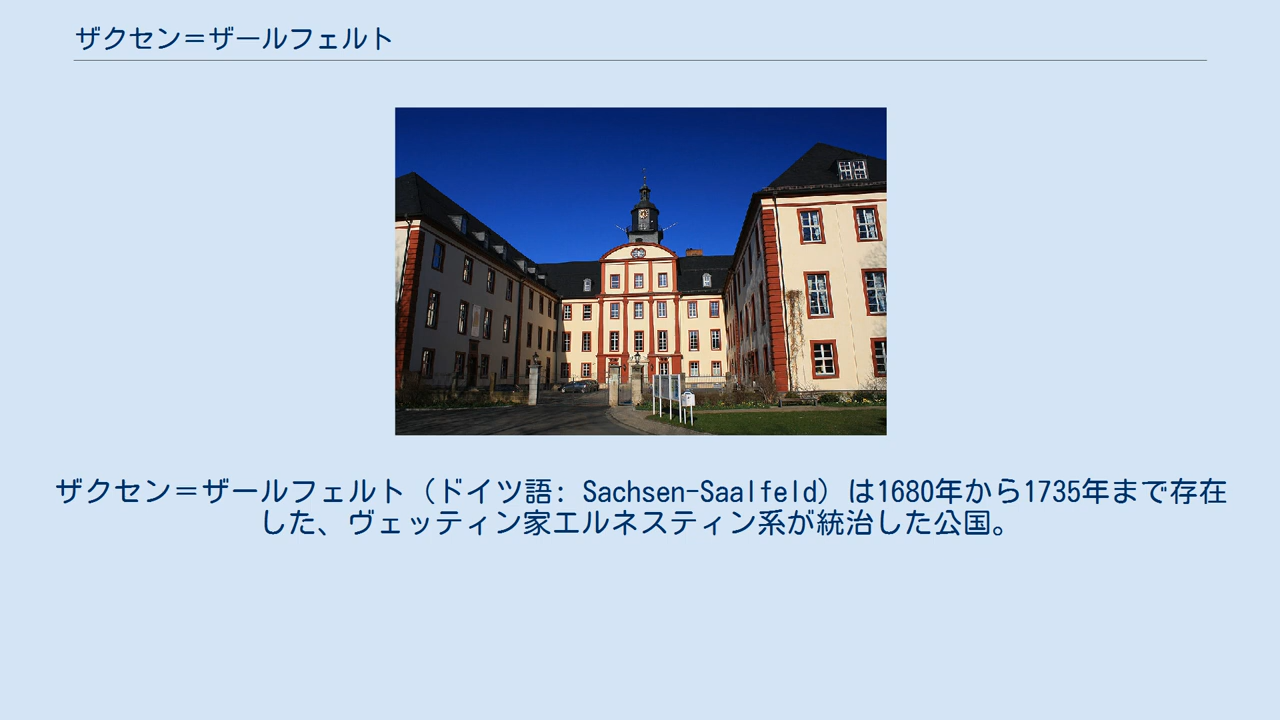 ザクセン＝ザールフェルト
ザクセン＝ザールフェルト（ドイツ語: Sachsen-Saalfeld）は1680年から1735年まで存在
した、ヴェッティン家エルネスティン系が統治した公国。